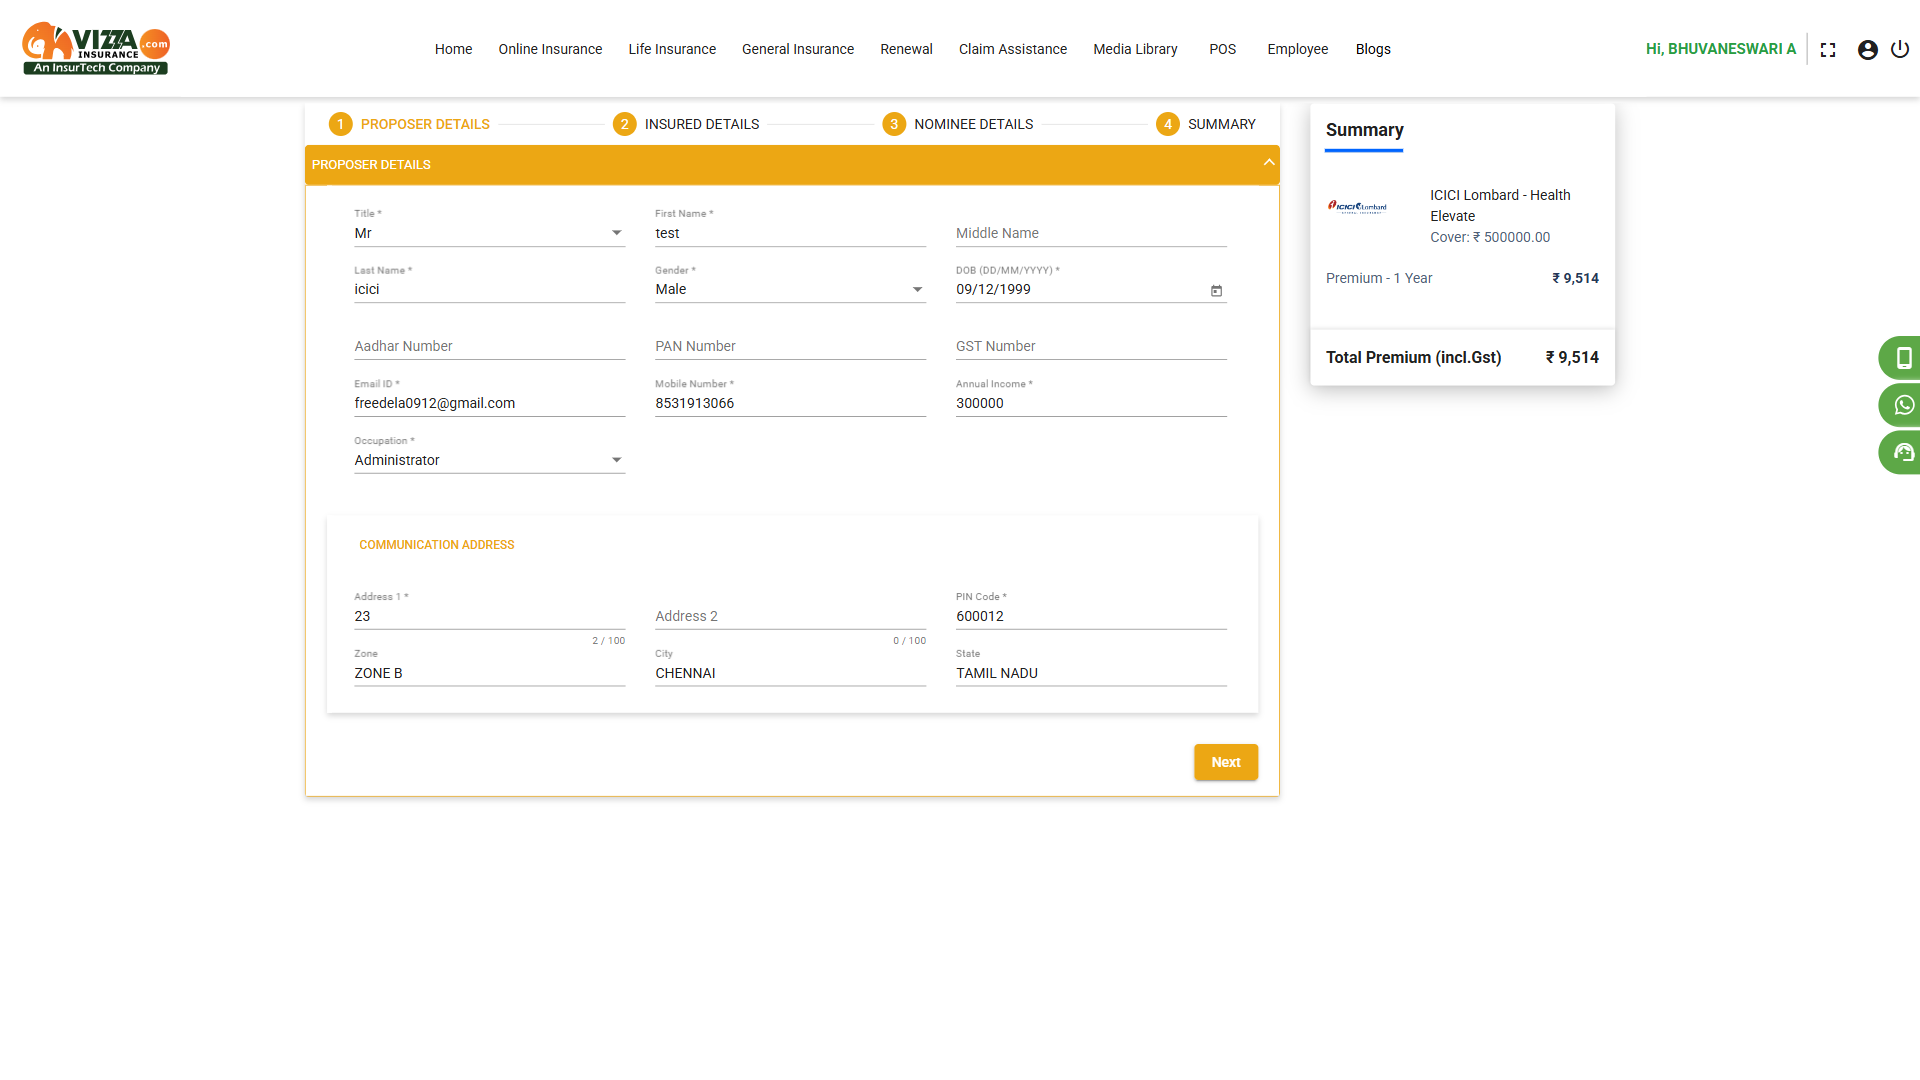 VIZZA .com
INSURANCE
An InsurTech Company
Home Online Insurance Life Insurance General Insurance Renewal Claim Assistance Media Library POS Employee Blogs
Hi, BHUVANESWARI A
1 PROPOSER DETAILS 2 INSURED DETAILS 3 NOMINEE DETAILS 4 SUMMARY
PROPOSER DETAILS
Title * First Name *
Mr test Middle Name
Last Name * Gender * DOB (DD/MM/YYYY) *
icici Male 09/12/1999
Aadhar Number PAN Number GST Number
Email ID * Mobile Number * Annual Income *
freedela0912@gmail.com 8531913066 300000
Occupation *
Administrator
COMMUNICATION ADDRESS
Address 1 * PIN Code *
23 Address 2 600012
2 / 100 0 / 100
Zone City State
ZONE B CHENNAI TAMIL NADU
Next
Summary
ICICI Lombard
ICICI Lombard - Health
Elevate
Cover: ₹ 500000.00
Premium - 1 Year ₹ 9,514
Total Premium (incl.Gst) ₹ 9,514